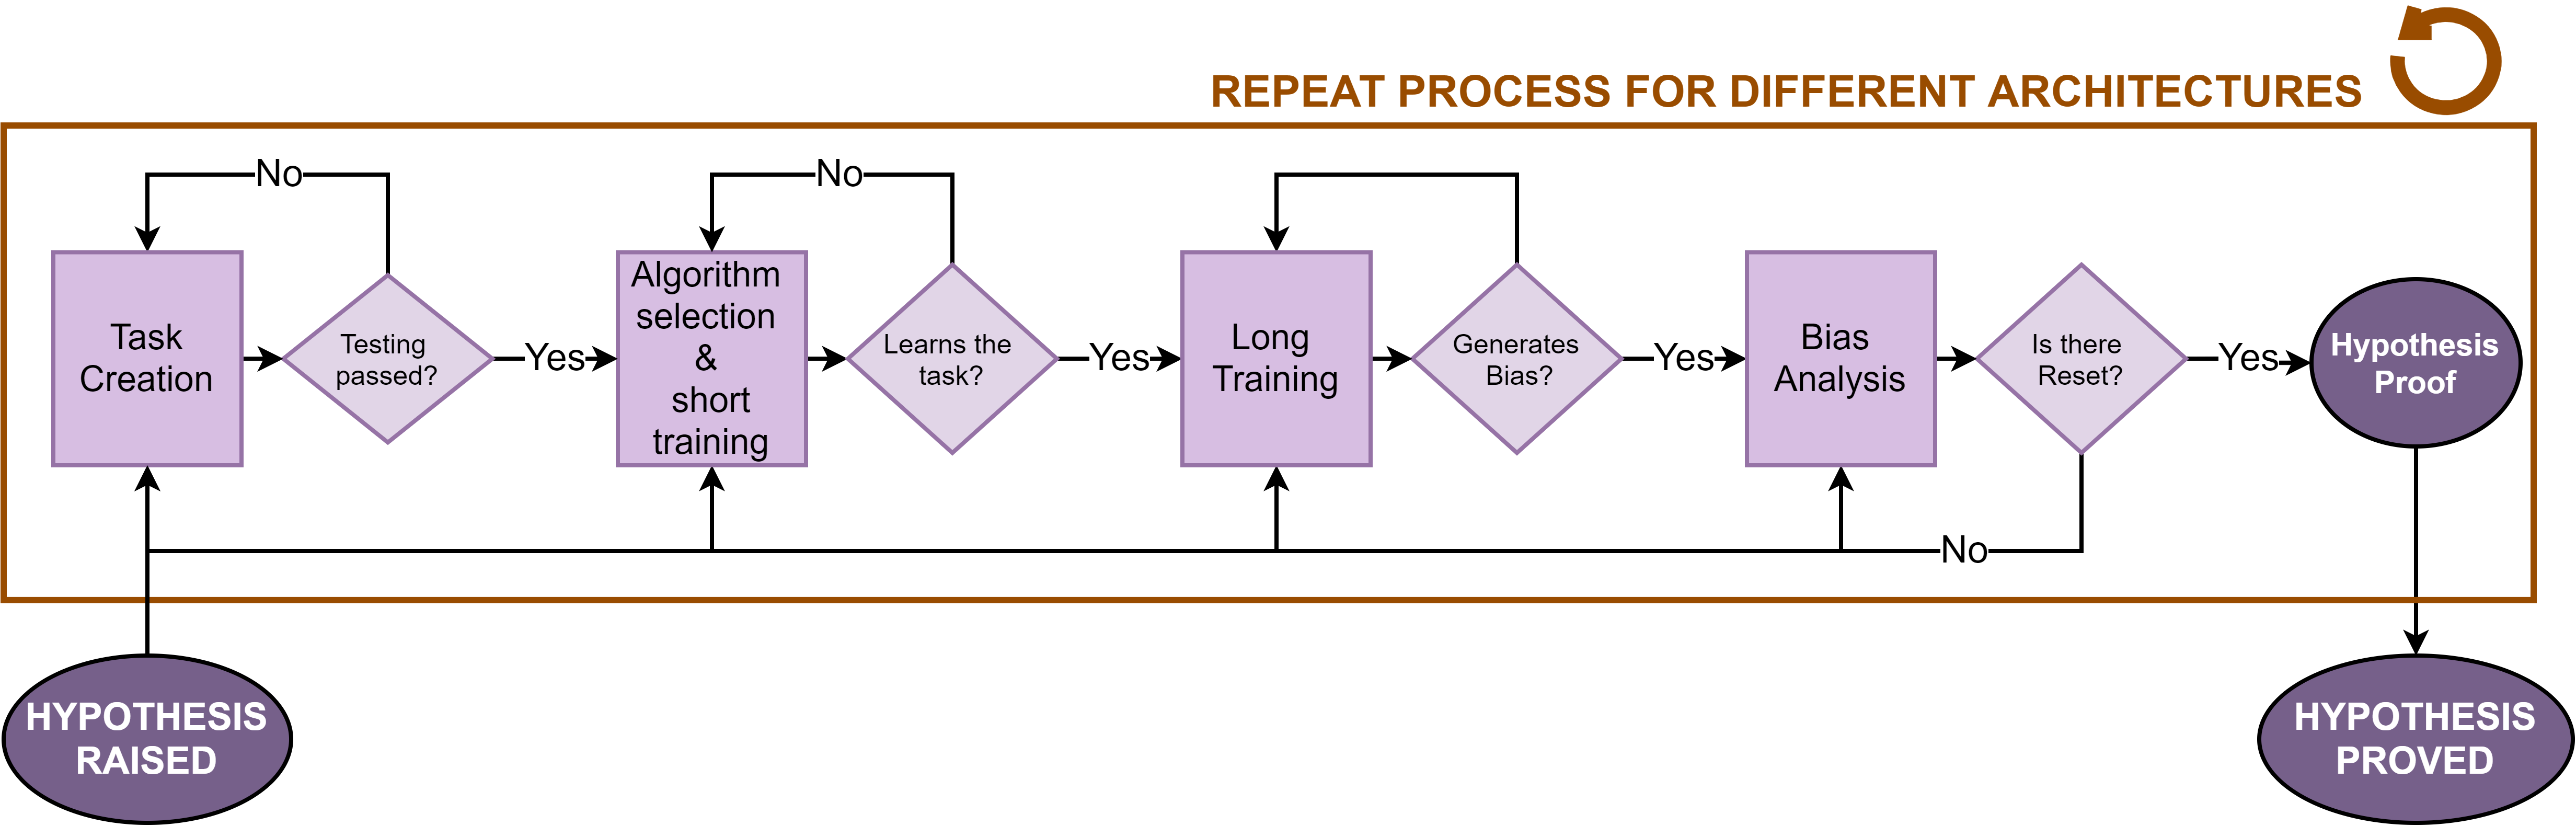 REPEAT PROCESS FOR DIFFERENT ARCHITECTURES
No
No
Task
Creation
Testing
passed?
Yes
Algorithm
selection
&
short
training
Learns the
task?
Yes
Long
Training
Generates
Bias?
Yes
Bias
Analysis
Is there
Reset?
Yes
Hypothesis
Proof
No
HYPOTHESIS
RAISED
HYPOTHESIS
PROVED